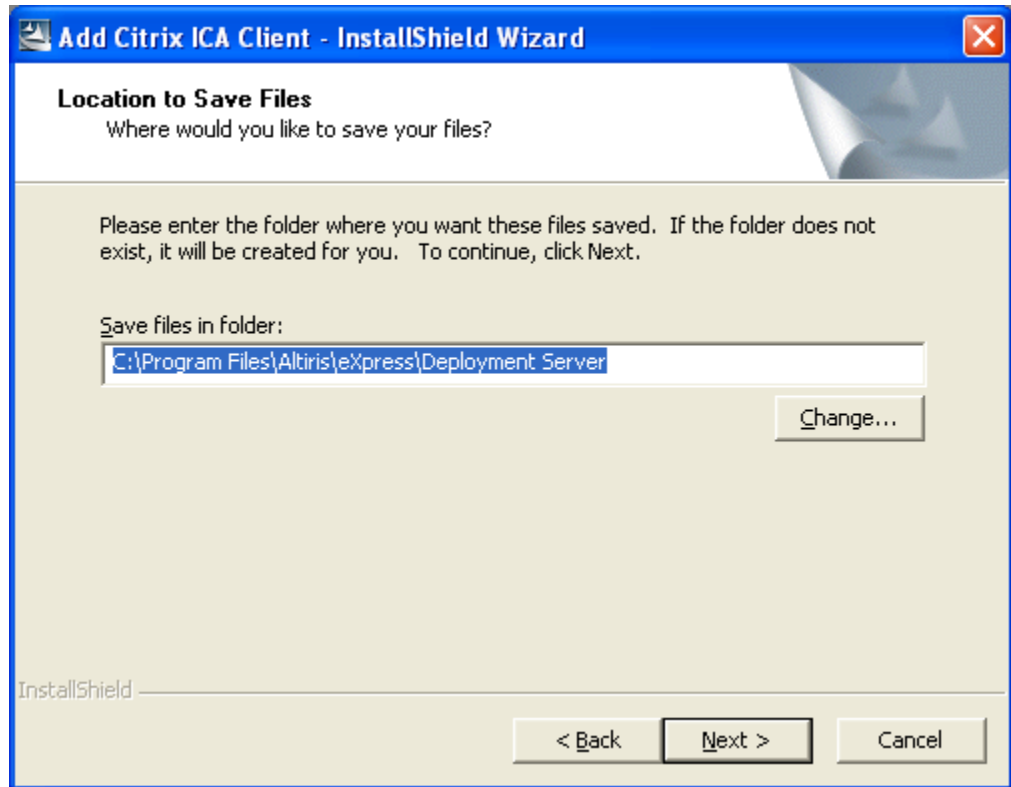 Add Citrix ICA Client - InstallShield Wizard
Location to Save Files
Where would you like to save your files?
Please enter the folder where you want these files saved.  If the folder does not
exist, it will be created for you.   To continue, click Next.
Save files in folder:
C:\Program Files\Altiris\eXpress\Deployment Server
Change...
InstallShield
< Back
Next >
Cancel